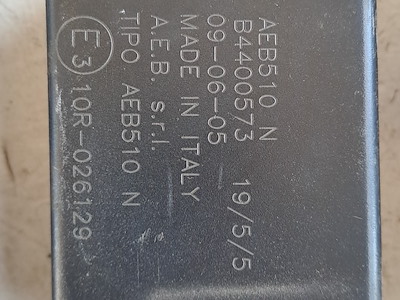 AEB510 N
B4400573 19/5/5
09-06-05
MADE IN ITALY
A.E.B. s.r.l.
TIPO AEB510 N
E3 10R-026129